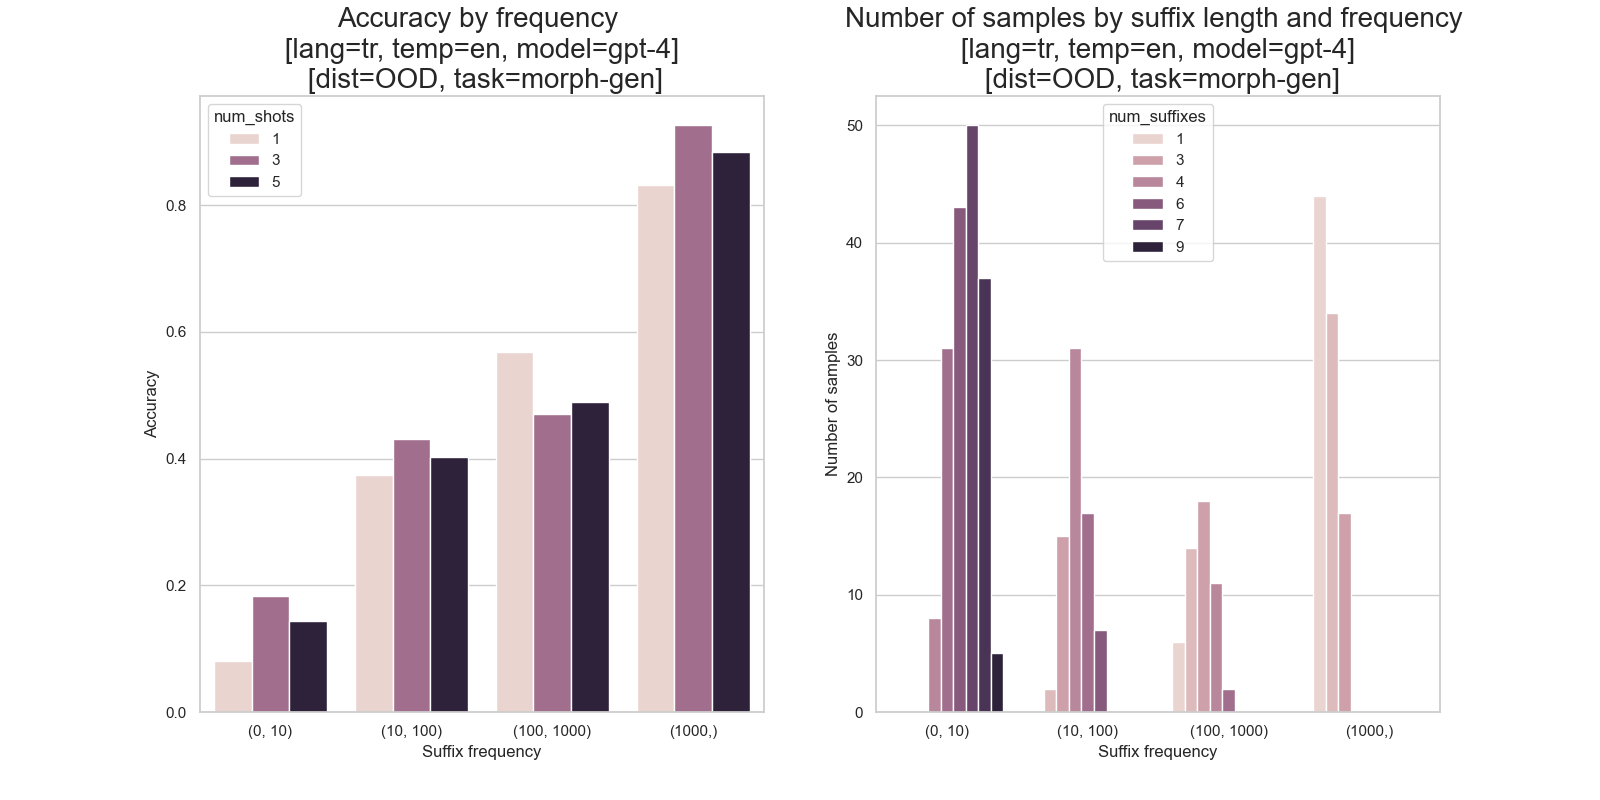 Accuracy by frequency
[lang=tr, temp=en, model=gpt-4]
[dist=OOD, task=morph-gen]
num_shots
1
3
5
0.8
0.6
0.4
0.2
0.0
Accuracy
(0, 10)
(10, 100)
(100, 1000)
(1000,)
Suffix frequency
Number of samples by suffix length and frequency
[lang=tr, temp=en, model=gpt-4]
[dist=OOD, task=morph-gen]
num_suffixes
1
3
4
6
7
9
50
40
30
20
10
0
Number of samples
(0, 10)
(10, 100)
(100, 1000)
(1000,)
Suffix frequency